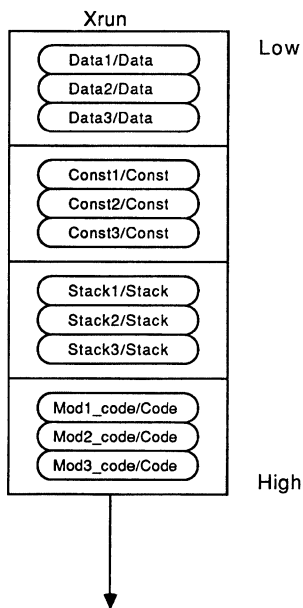 Xrun
Low
Data1/Data
Data2/Data
Data3/Data
Const1/Const
Const2/Const
Const3/Const
Stack1/Stack
Stack2/Stack
Stack3/Stack
Mod1_code/Code
Mod2_code/Code
Mod3_code/Code
High